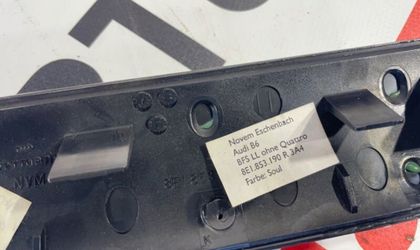 Novem Eschenbach
Audi B6
BFS LL ohne Quattro
8E1.853.190 R 3A4
Farbe: Soul